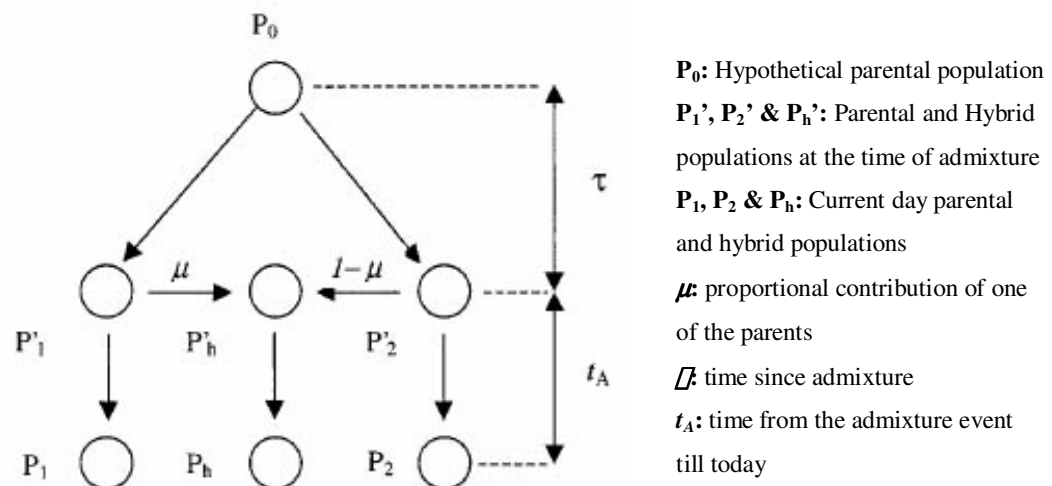 P₀
τ
μ
1–μ
P'₁
P'ₕ
P'₂
t_A
P₁
Pₕ
P₂
P₀: Hypothetical parental population
P₁’, P₂’ & Pₕ’: Parental and Hybrid
populations at the time of admixture
P₁, P₂ & Pₕ: Current day parental
and hybrid populations
μ: proportional contribution of one
of the parents
: time since admixture
t_A: time from the admixture event
till today